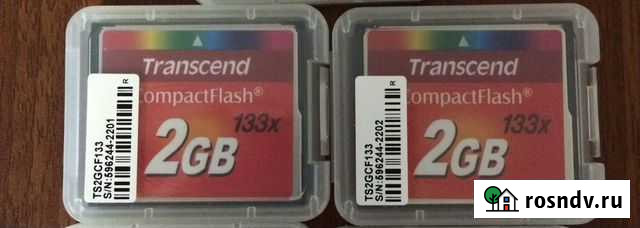 Transcend
CompactFlash®
133x
2GB
TS2GCF133
S/N:596244-2201
R
Transcend
CompactFlash®
133x
2GB
TS2GCF133
S/N:596244-2202
R
rosndv.ru